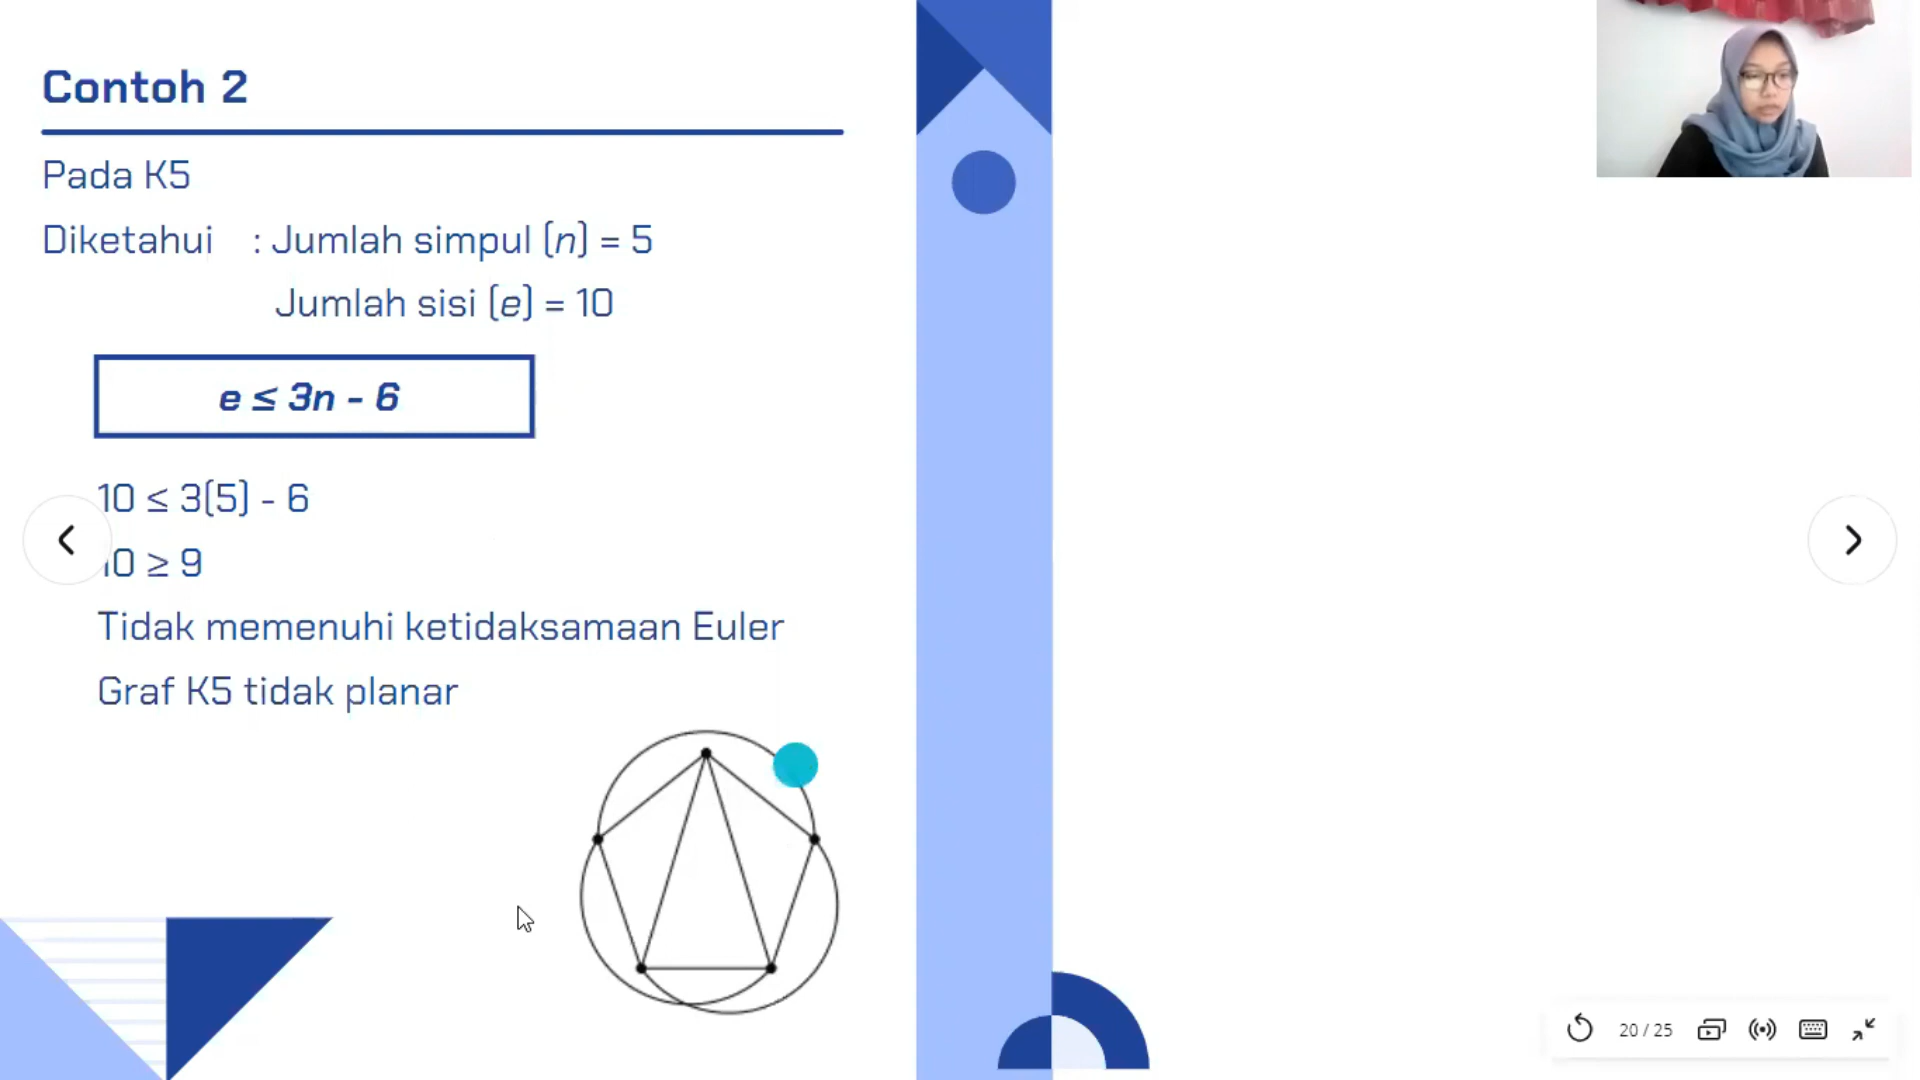 Contoh 2
Pada K5
Diketahui : Jumlah simpul (n) = 5
Jumlah sisi (e) = 10
e ≤ 3n - 6
10 ≤ 3(5) - 6
10 ≥ 9
Tidak memenuhi ketidaksamaan Euler
Graf K5 tidak planar
20 / 25